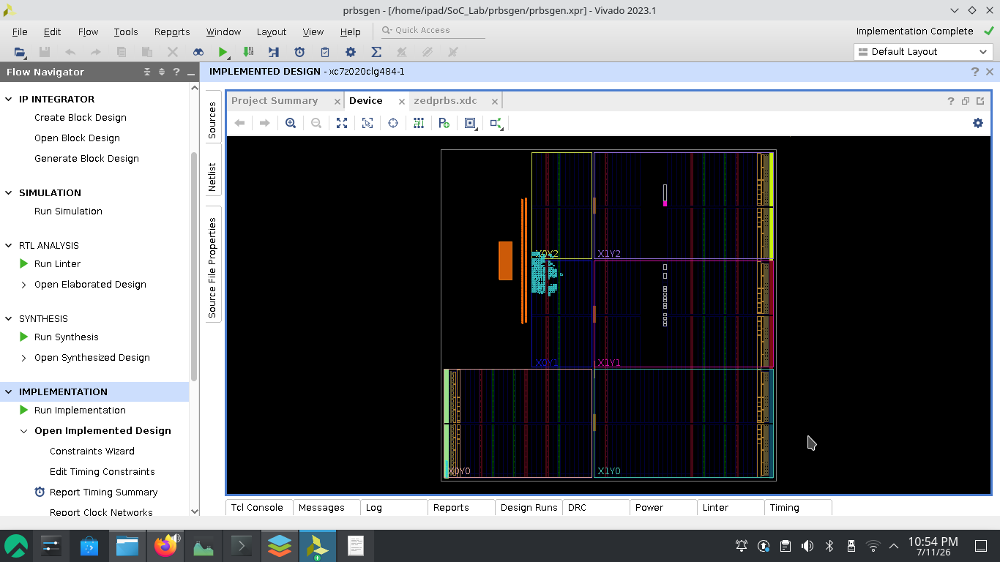 prbsgen - [/home/ipad/SoC_Lab/prbsgen/prbsgen.xpr] - Vivado 2023.1
File Edit Flow Tools Reports Window Layout View Help Quick Access Implementation Complete
Default Layout
Flow Navigator
IMPLEMENTED DESIGN - xc7z020clg484-1
IP INTEGRATOR
Create Block Design
Open Block Design
Generate Block Design
SIMULATION
Run Simulation
RTL ANALYSIS
Run Linter
Open Elaborated Design
SYNTHESIS
Run Synthesis
Open Synthesized Design
IMPLEMENTATION
Run Implementation
Open Implemented Design
Constraints Wizard
Edit Timing Constraints
Report Timing Summary
Report Clock Networks
Sources
Netlist
Source File Properties
Project Summary Device zedprbs.xdc
X0Y2 X1Y2
X0Y1 X1Y1
X0Y0 X1Y0
Tcl Console Messages Log Reports Design Runs DRC Power Linter Timing
10:54 PM
7/11/26